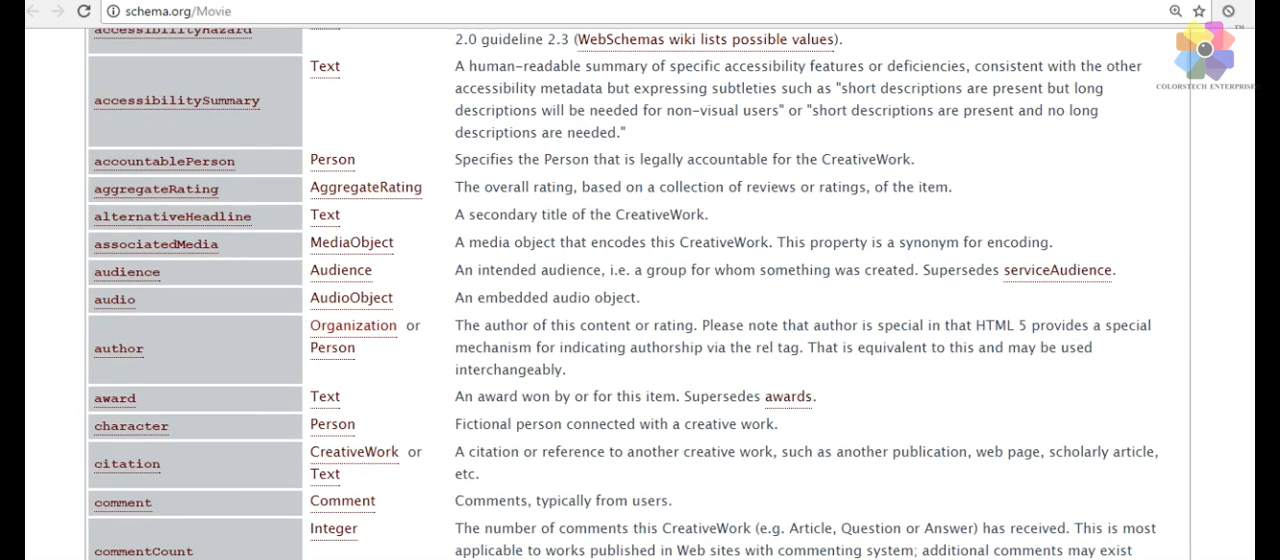 schema.org/Movie
TM
COLORSTECH ENTERPRISE
accessibilityHazard
2.0 guideline 2.3 (WebSchemas wiki lists possible values).
accessibilitySummary Text A human-readable summary of specific accessibility features or deficiencies, consistent with the other
accessibility metadata but expressing subtleties such as "short descriptions are present but long
descriptions will be needed for non-visual users" or "short descriptions are present and no long
descriptions are needed."
accountablePerson Person Specifies the Person that is legally accountable for the CreativeWork.
aggregateRating AggregateRating The overall rating, based on a collection of reviews or ratings, of the item.
alternativeHeadline Text A secondary title of the CreativeWork.
associatedMedia MediaObject A media object that encodes this CreativeWork. This property is a synonym for encoding.
audience Audience An intended audience, i.e. a group for whom something was created. Supersedes serviceAudience.
audio AudioObject An embedded audio object.
author Organization or Person The author of this content or rating. Please note that author is special in that HTML 5 provides a special
mechanism for indicating authorship via the rel tag. That is equivalent to this and may be used
interchangeably.
award Text An award won by or for this item. Supersedes awards.
character Person Fictional person connected with a creative work.
citation CreativeWork or Text A citation or reference to another creative work, such as another publication, web page, scholarly article,
etc.
comment Comment Comments, typically from users.
commentCount Integer The number of comments this CreativeWork (e.g. Article, Question or Answer) has received. This is most
applicable to works published in Web sites with commenting system; additional comments may exist